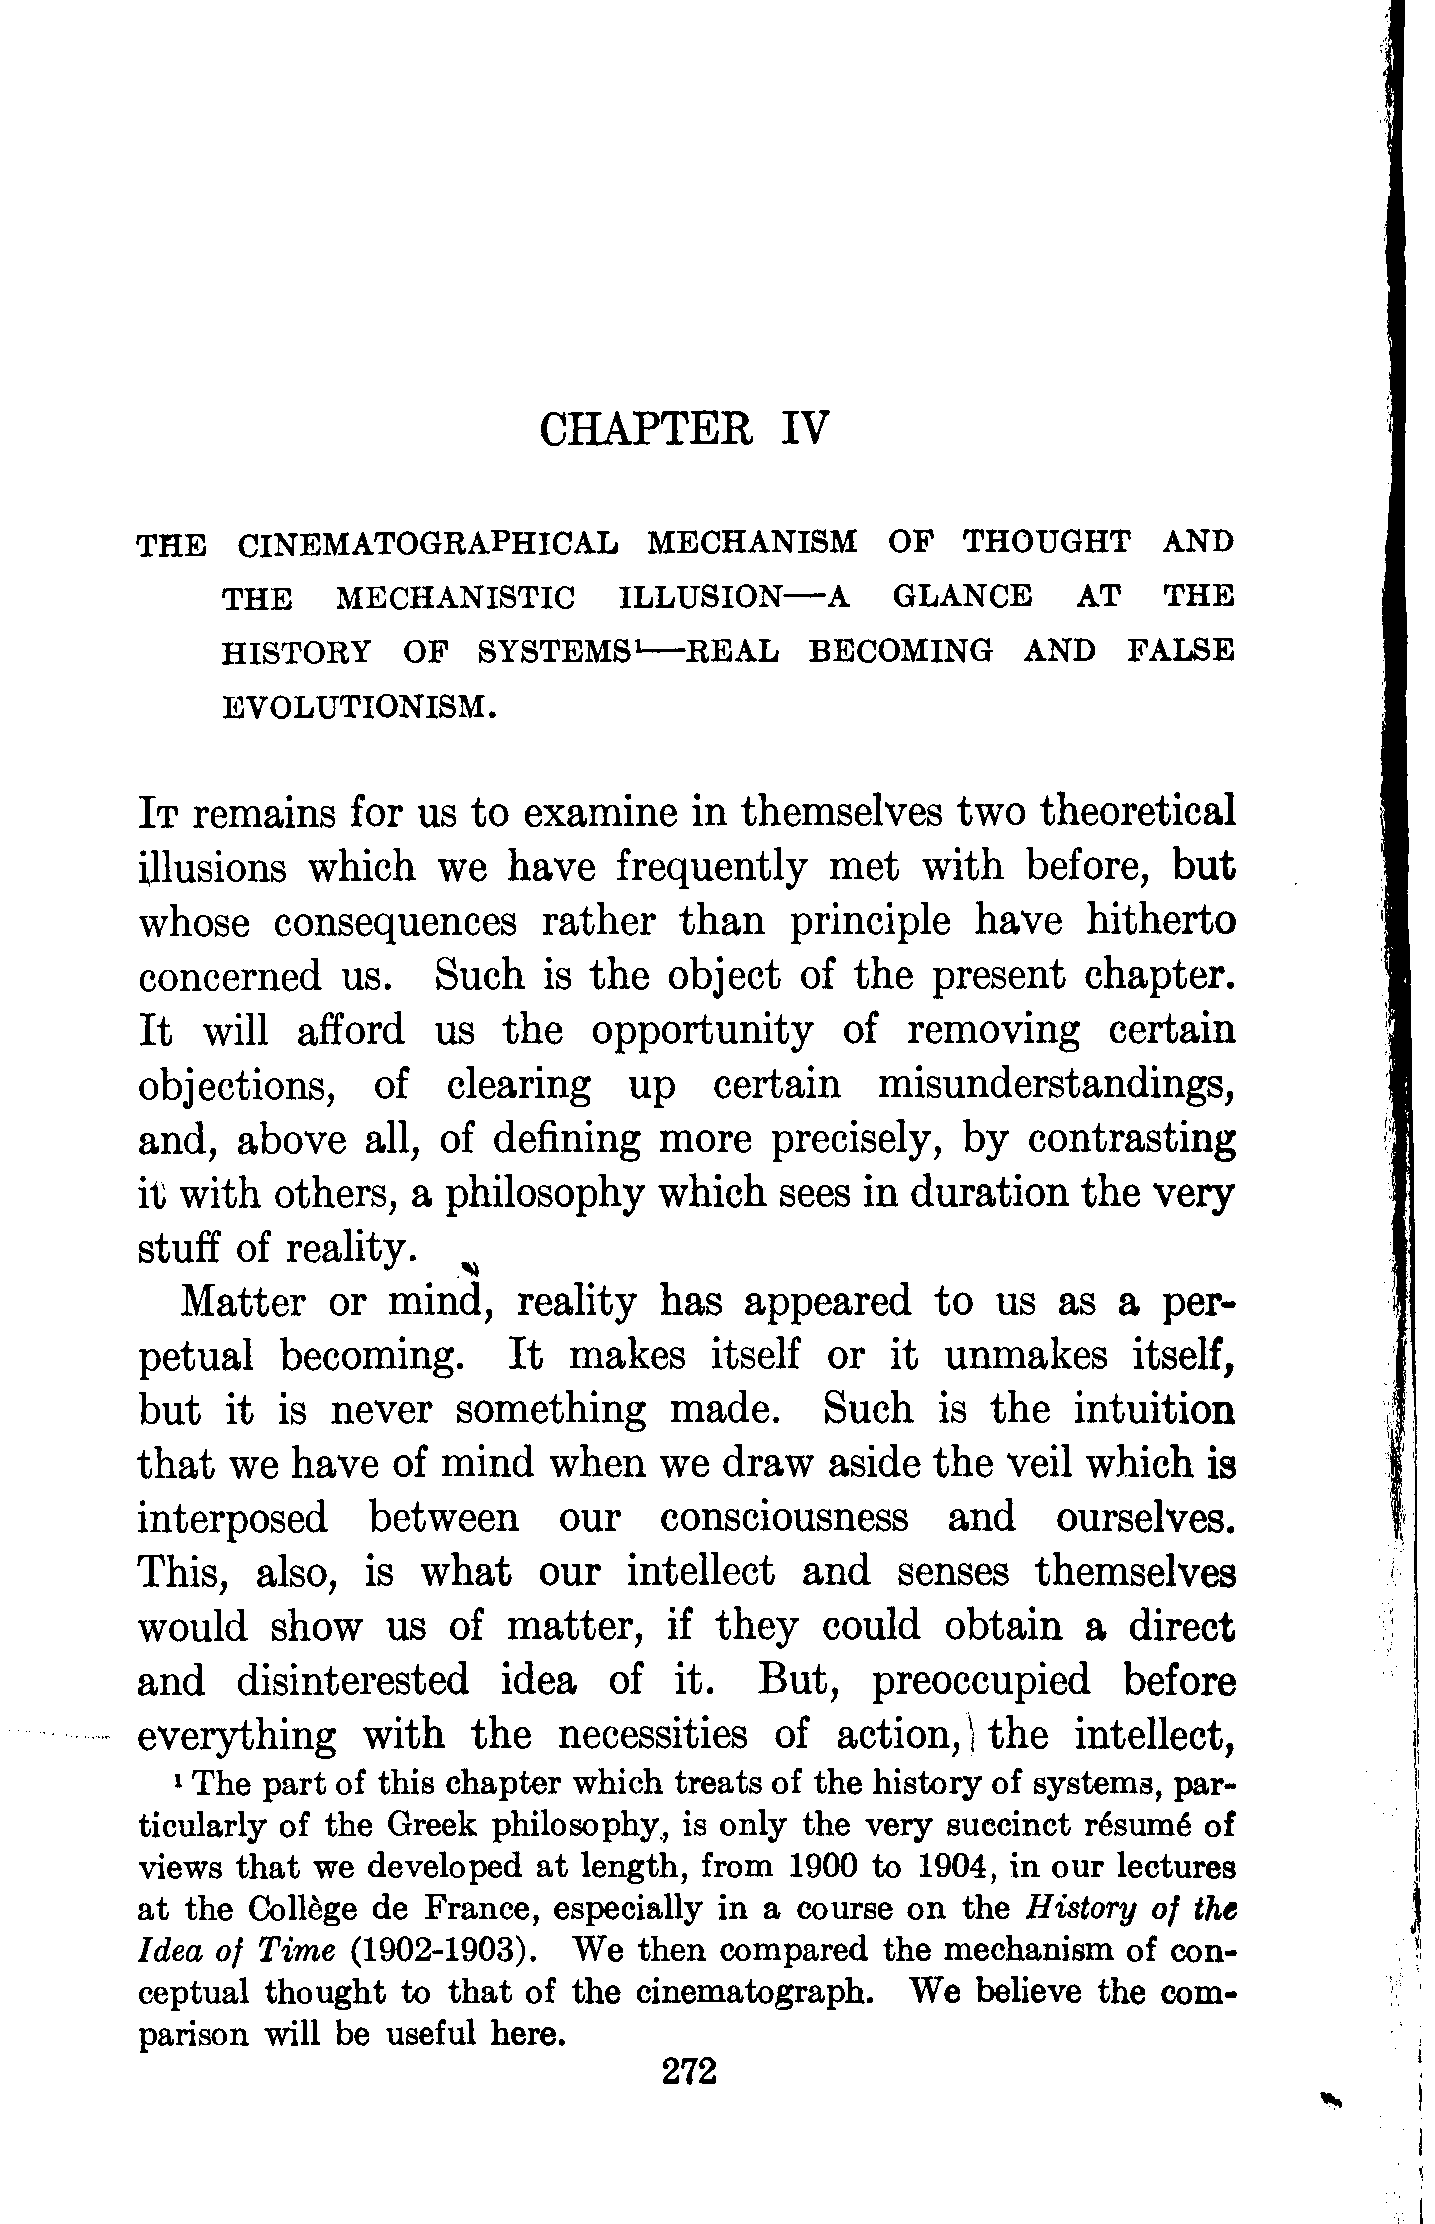 CHAPTER IV
THE CINEMATOGRAPHICAL MECHANISM OF THOUGHT AND
THE MECHANISTIC ILLUSION—A GLANCE AT THE
HISTORY OF SYSTEMS¹—REAL BECOMING AND FALSE
EVOLUTIONISM.
IT remains for us to examine in themselves two theoretical
illusions which we have frequently met with before, but
whose consequences rather than principle have hitherto
concerned us. Such is the object of the present chapter.
It will afford us the opportunity of removing certain
objections, of clearing up certain misunderstandings,
and, above all, of defining more precisely, by contrasting
it with others, a philosophy which sees in duration the very
stuff of reality.
Matter or mind, reality has appeared to us as a per-
petual becoming. It makes itself or it unmakes itself,
but it is never something made. Such is the intuition
that we have of mind when we draw aside the veil which is
interposed between our consciousness and ourselves.
This, also, is what our intellect and senses themselves
would show us of matter, if they could obtain a direct
and disinterested idea of it. But, preoccupied before
everything with the necessities of action, the intellect,
¹ The part of this chapter which treats of the history of systems, par-
ticularly of the Greek philosophy, is only the very succinct résumé of
views that we developed at length, from 1900 to 1904, in our lectures
at the Collège de France, especially in a course on the History of the
Idea of Time (1902-1903). We then compared the mechanism of con-
ceptual thought to that of the cinematograph. We believe the com-
parison will be useful here.
272